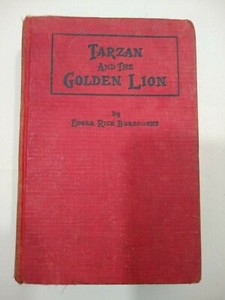 TARZAN
AND THE
GOLDEN LION
by
EDGAR RICE BURROUGHS